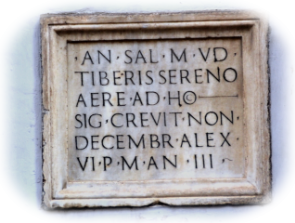 ·AN·SAL·M·VD·
TIBERIS SERENO
AERE·AD·HO
SIG·CREVIT·NON·
DECEMBR·ALEX·
VI·P·M·AN·III·